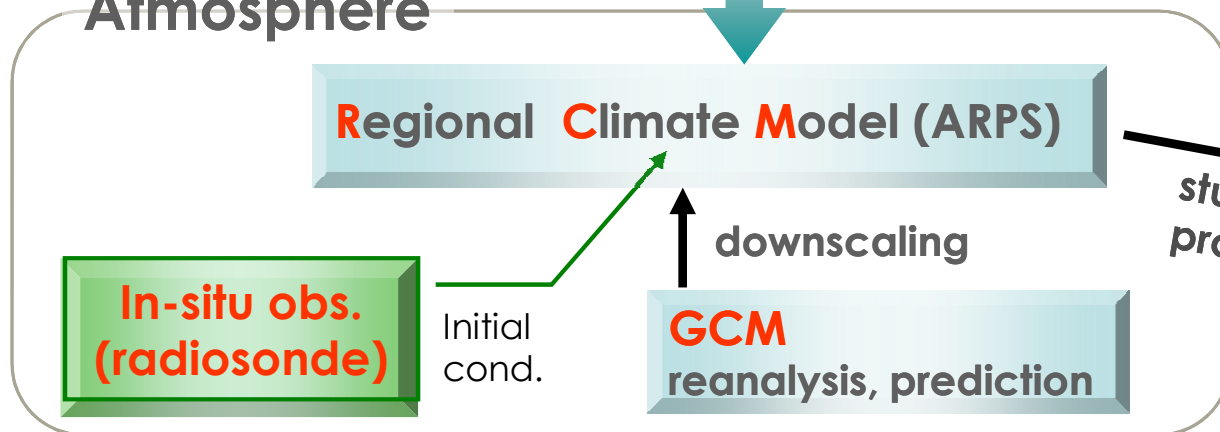 Atmosphere
Regional Climate Model (ARPS)
downscaling
In-situ obs.
(radiosonde)
Initial
cond.
GCM
reanalysis, prediction